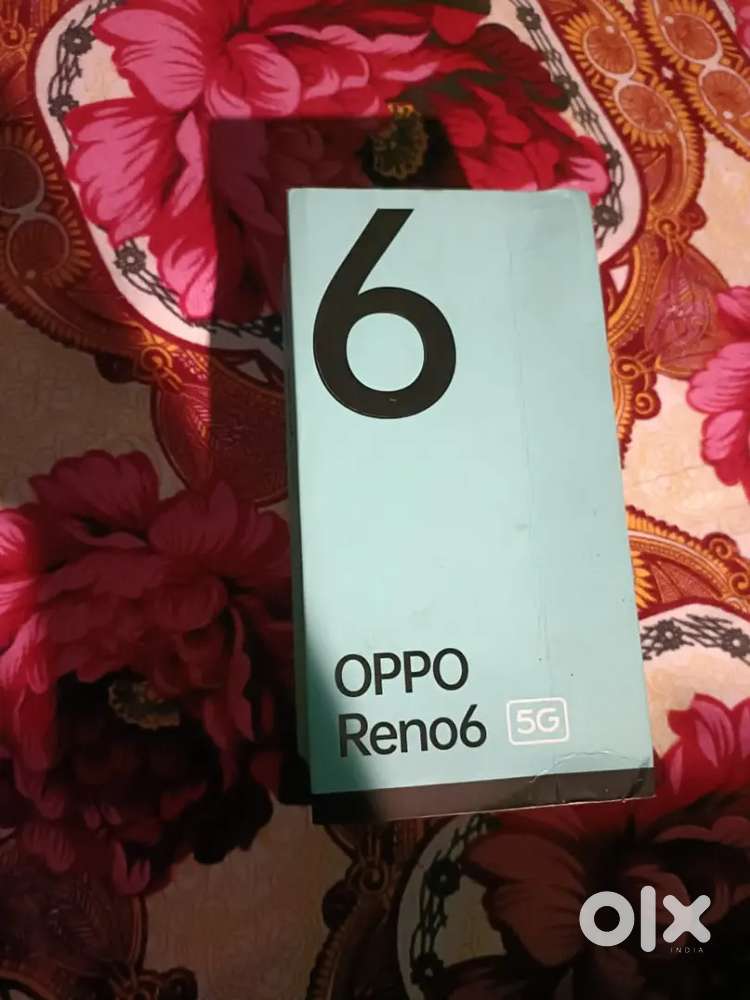 6
OPPO
Reno6 5G
olx
INDIA